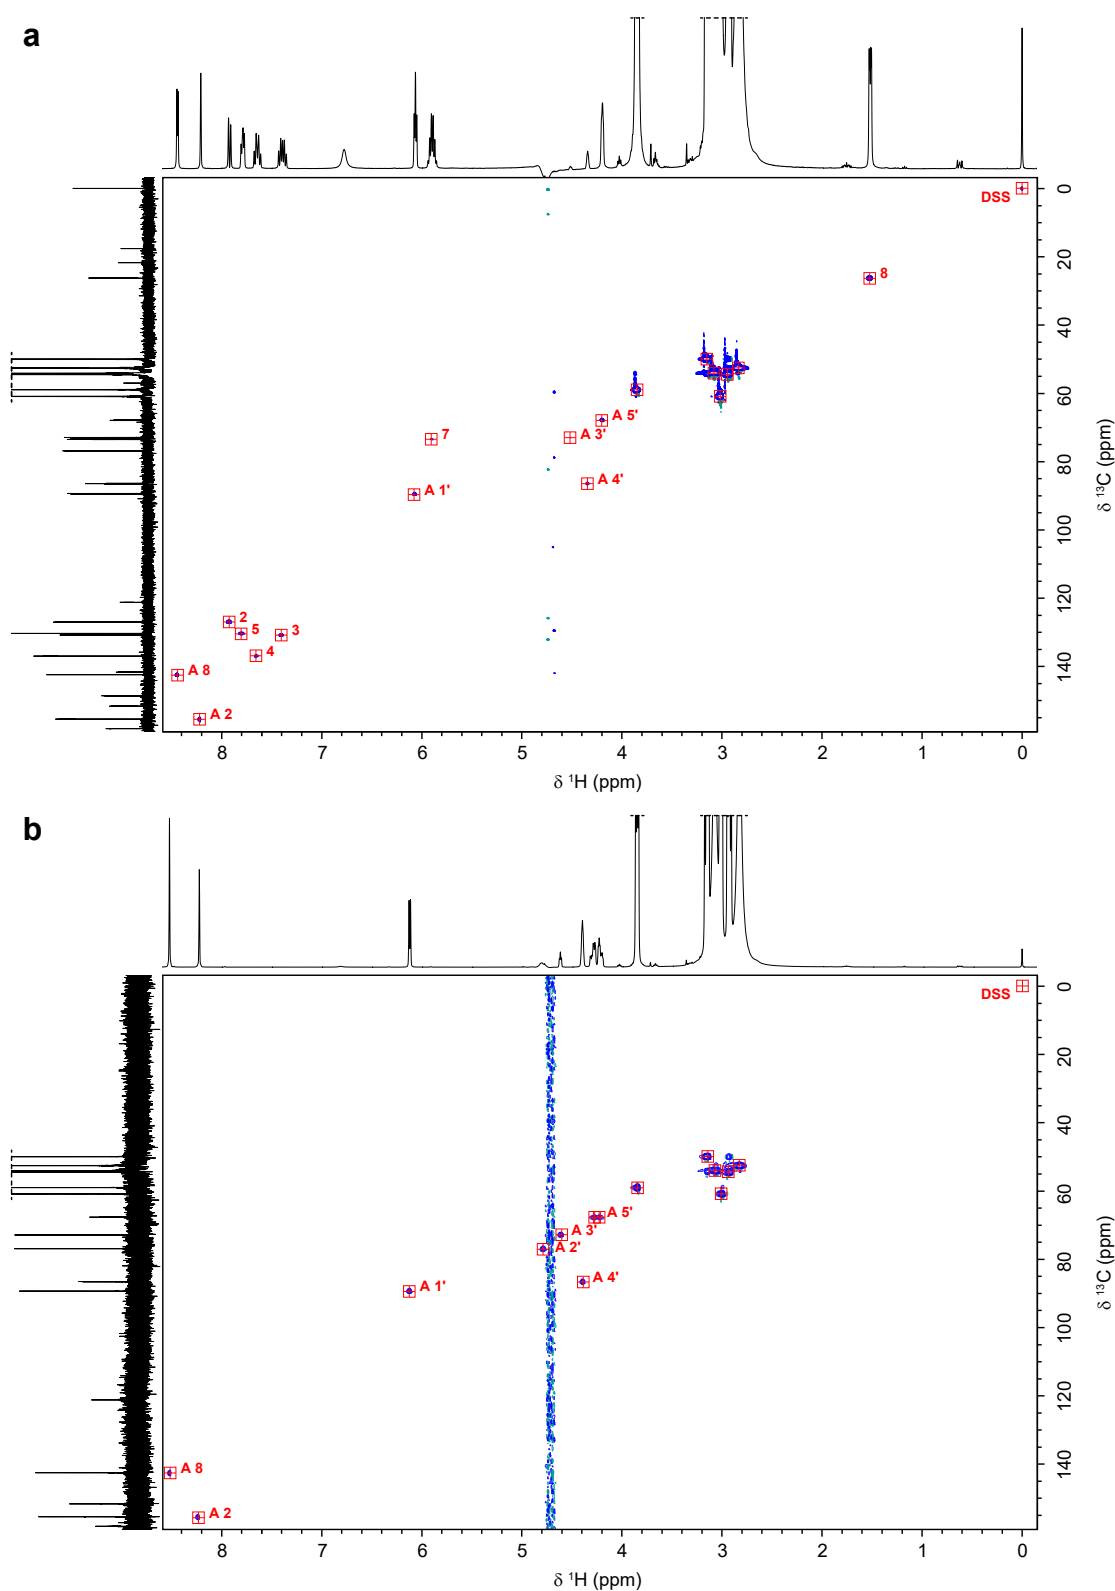 a
DSS
8
7
A 5'
A 3'
A 1'
A 4'
2
5
3
4
A 8
A 2
0
20
40
60
80
100
120
140
δ ¹³C (ppm)
8 7 6 5 4 3 2 1 0
δ ¹H (ppm)
b
DSS
A 5'
A 3'
A 2'
A 1'
A 4'
A 8
A 2
0
20
40
60
80
100
120
140
δ ¹³C (ppm)
8 7 6 5 4 3 2 1 0
δ ¹H (ppm)